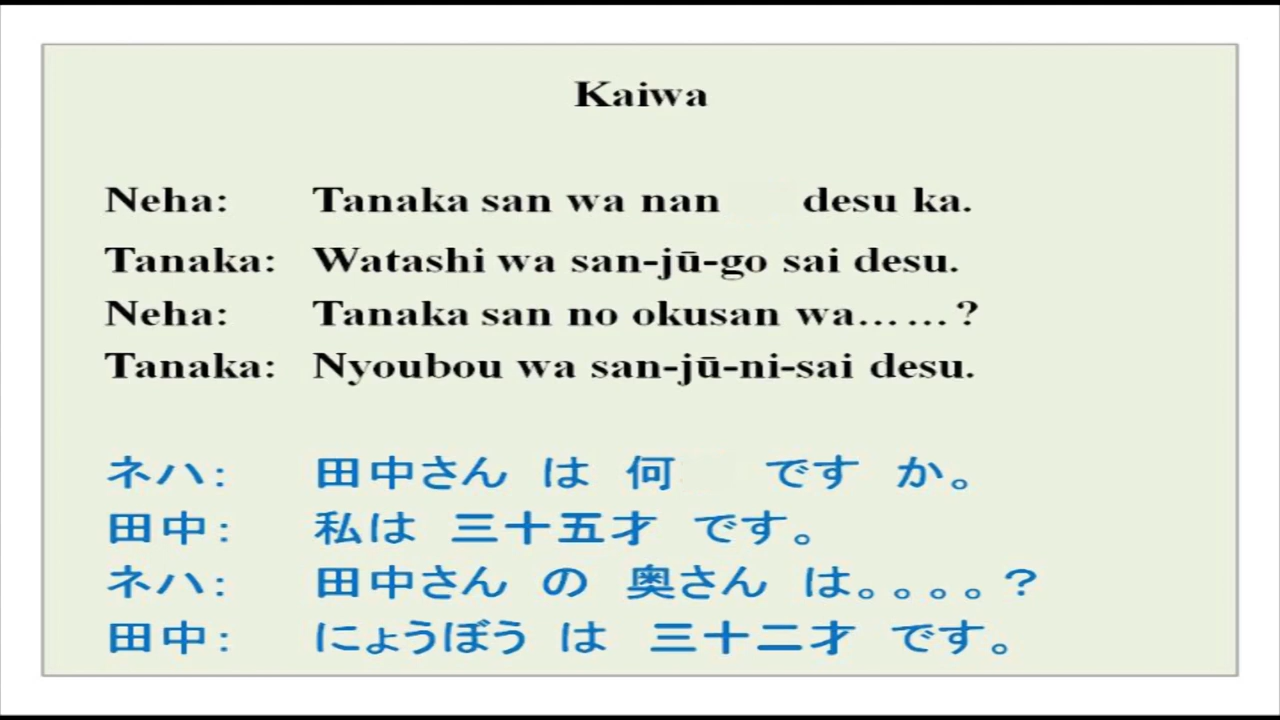 Kaiwa
Neha: Tanaka san wa nan desu ka.
Tanaka: Watashi wa san-jū-go sai desu.
Neha: Tanaka san no okusan wa……?
Tanaka: Nyoubou wa san-jū-ni-sai desu.
ネハ: 田中さん は 何 です か。
田中: 私は 三十五才 です。
ネハ: 田中さん の 奥さん は。。。。?
田中: にょうぼう は 三十二才 です。